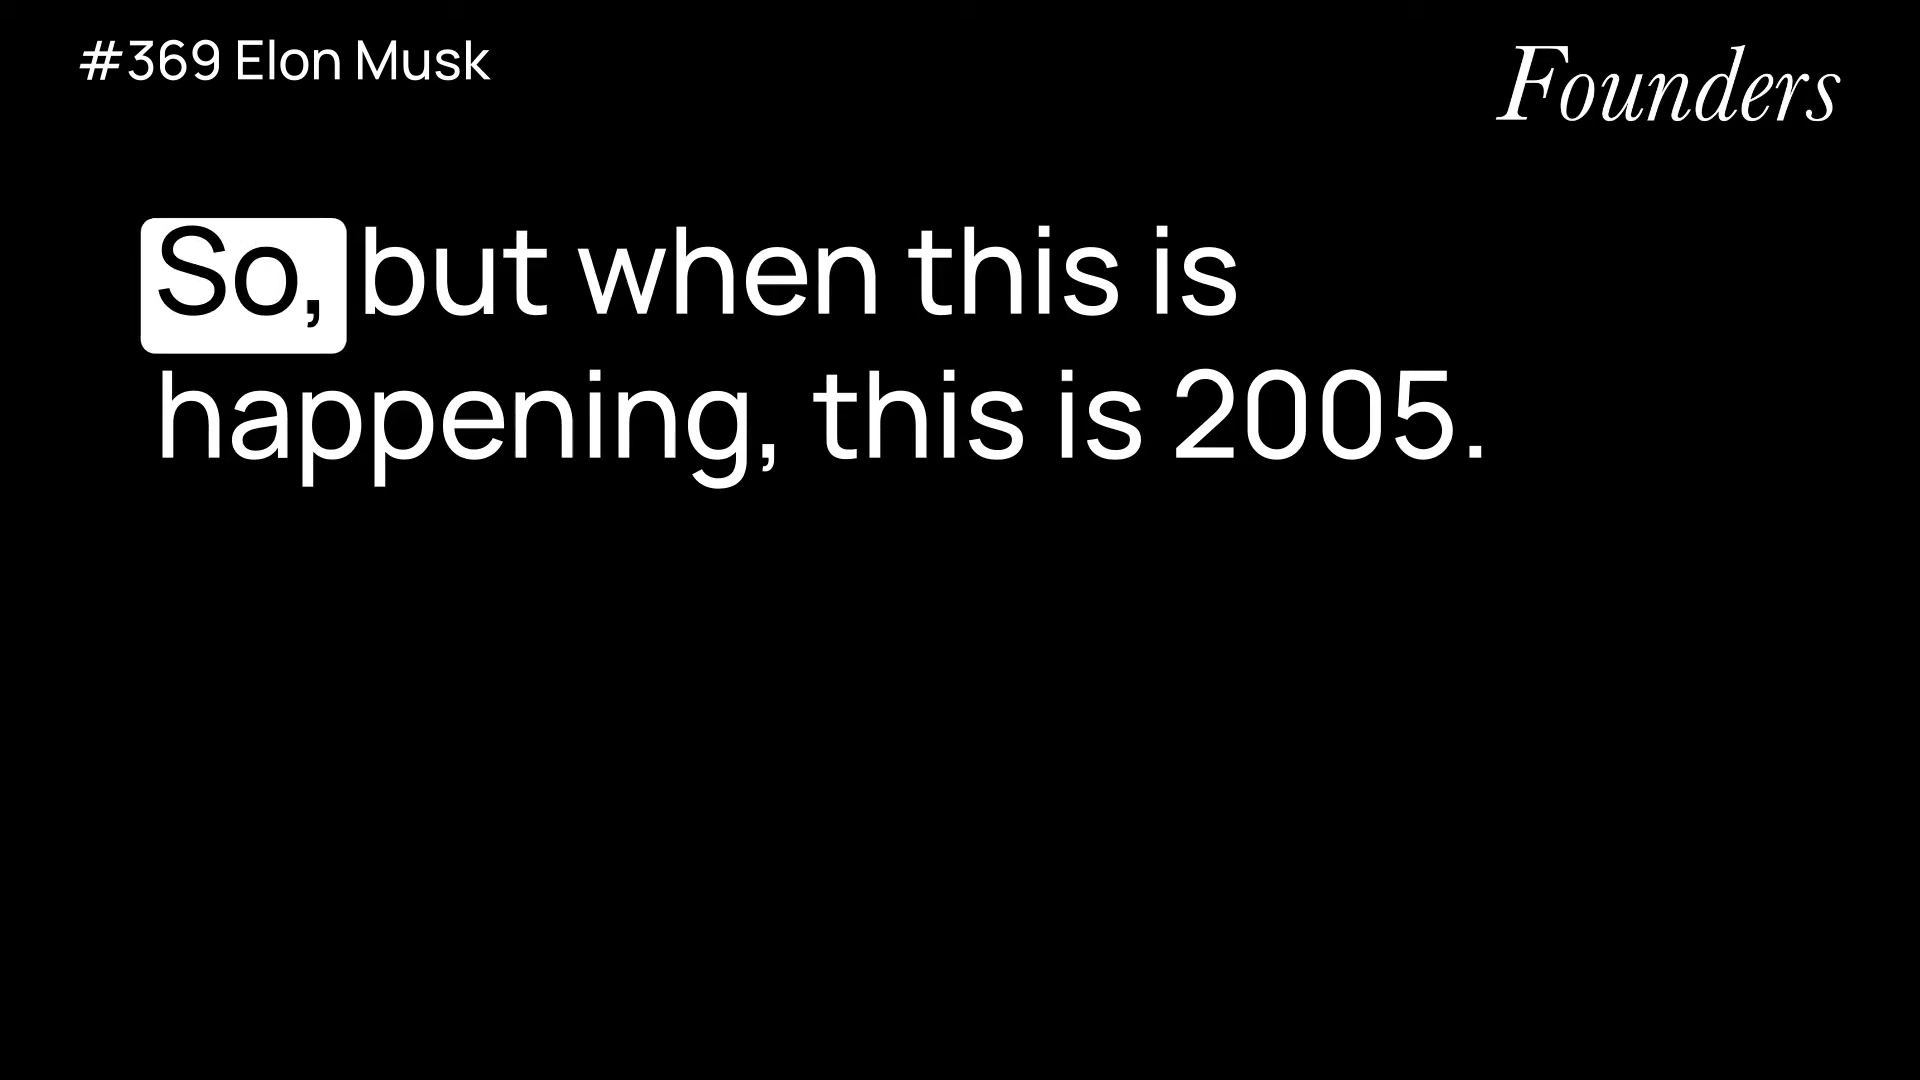 #369 Elon Musk
Founders
So, but when this is
happening, this is 2005.